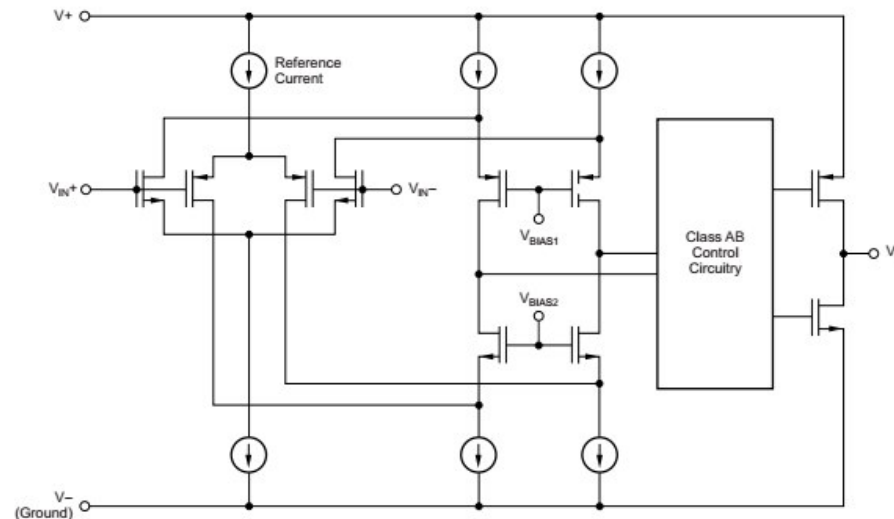 V+
Reference
Current
VIN+
VIN−
VBIAS1
VBIAS2
Class AB
Control
Circuitry
V−
(Ground)